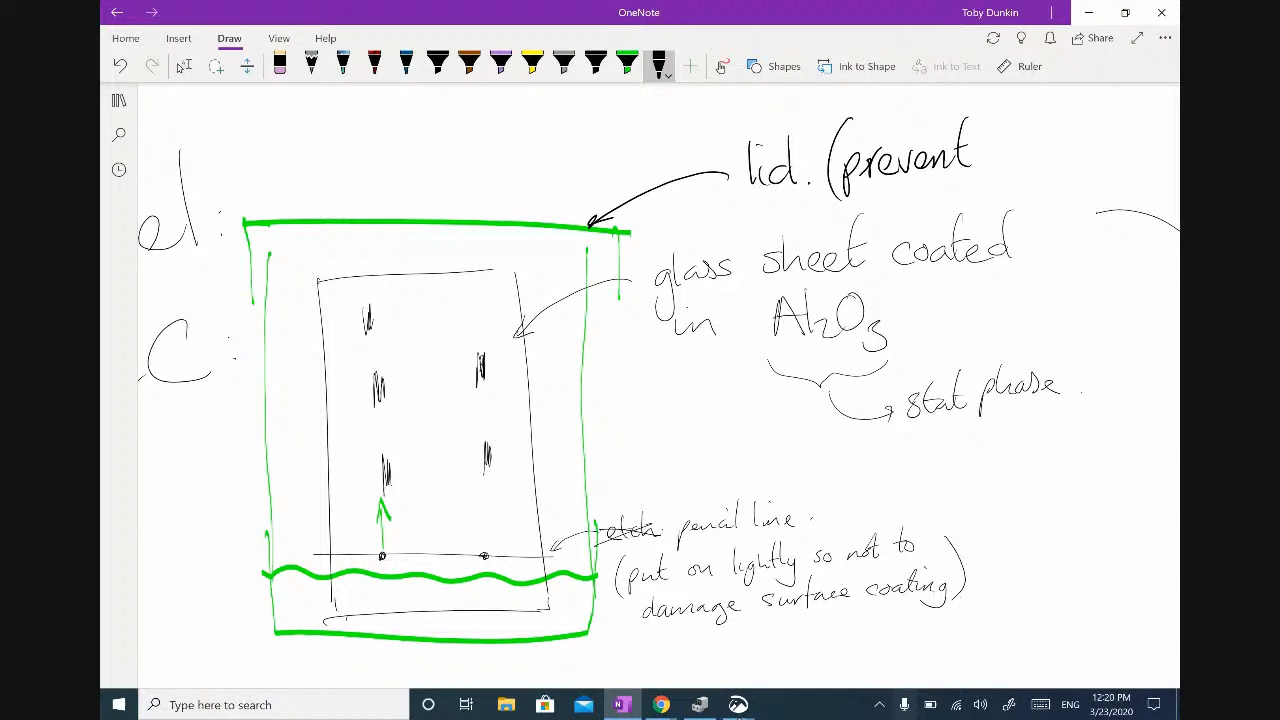 OneNote
Toby Dunkin
Home Insert Draw View Help
Share
Shapes
Ink to Shape
Ink to Text
Ruler
lid. (prevent
el:
glass sheet coated
in Al2O3
C:
stat phase.
etch pencil line.
(put on lightly so not to
damage surface coating)
Type here to search
ENG
12:20 PM
3/23/2020